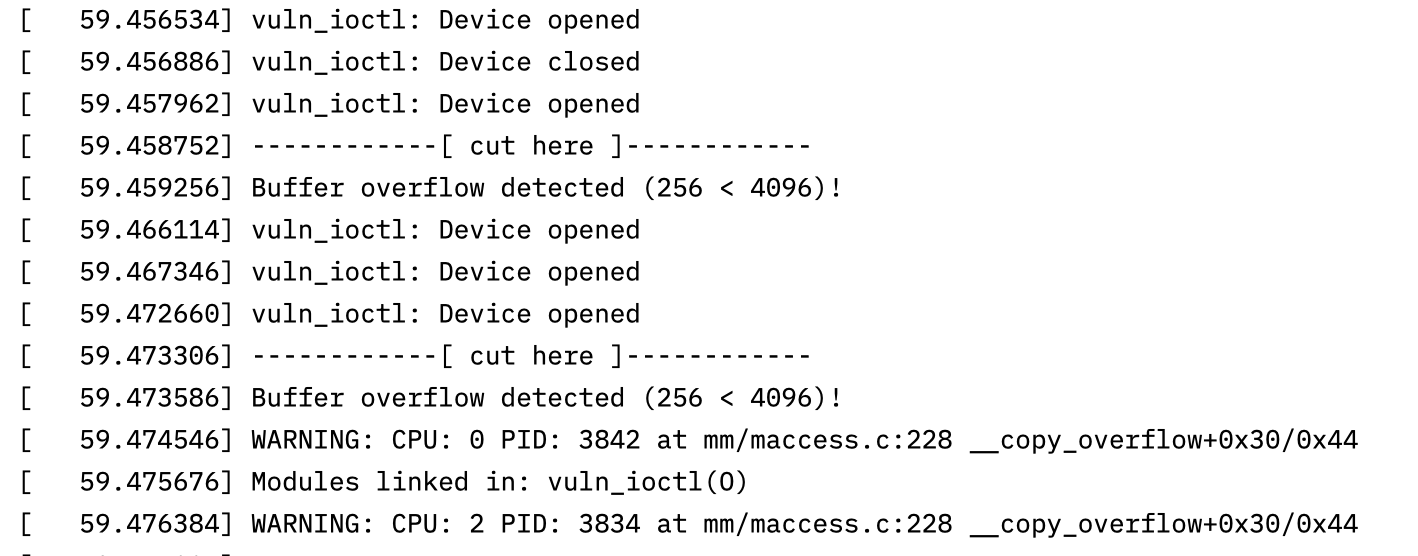 [   59.456534] vuln_ioctl: Device opened
[   59.456886] vuln_ioctl: Device closed
[   59.457962] vuln_ioctl: Device opened
[   59.458752] ------------[ cut here ]------------
[   59.459256] Buffer overflow detected (256 < 4096)!
[   59.466114] vuln_ioctl: Device opened
[   59.467346] vuln_ioctl: Device opened
[   59.472660] vuln_ioctl: Device opened
[   59.473306] ------------[ cut here ]------------
[   59.473586] Buffer overflow detected (256 < 4096)!
[   59.474546] WARNING: CPU: 0 PID: 3842 at mm/maccess.c:228 __copy_overflow+0x30/0x44
[   59.475676] Modules linked in: vuln_ioctl(O)
[   59.476384] WARNING: CPU: 2 PID: 3834 at mm/maccess.c:228 __copy_overflow+0x30/0x44